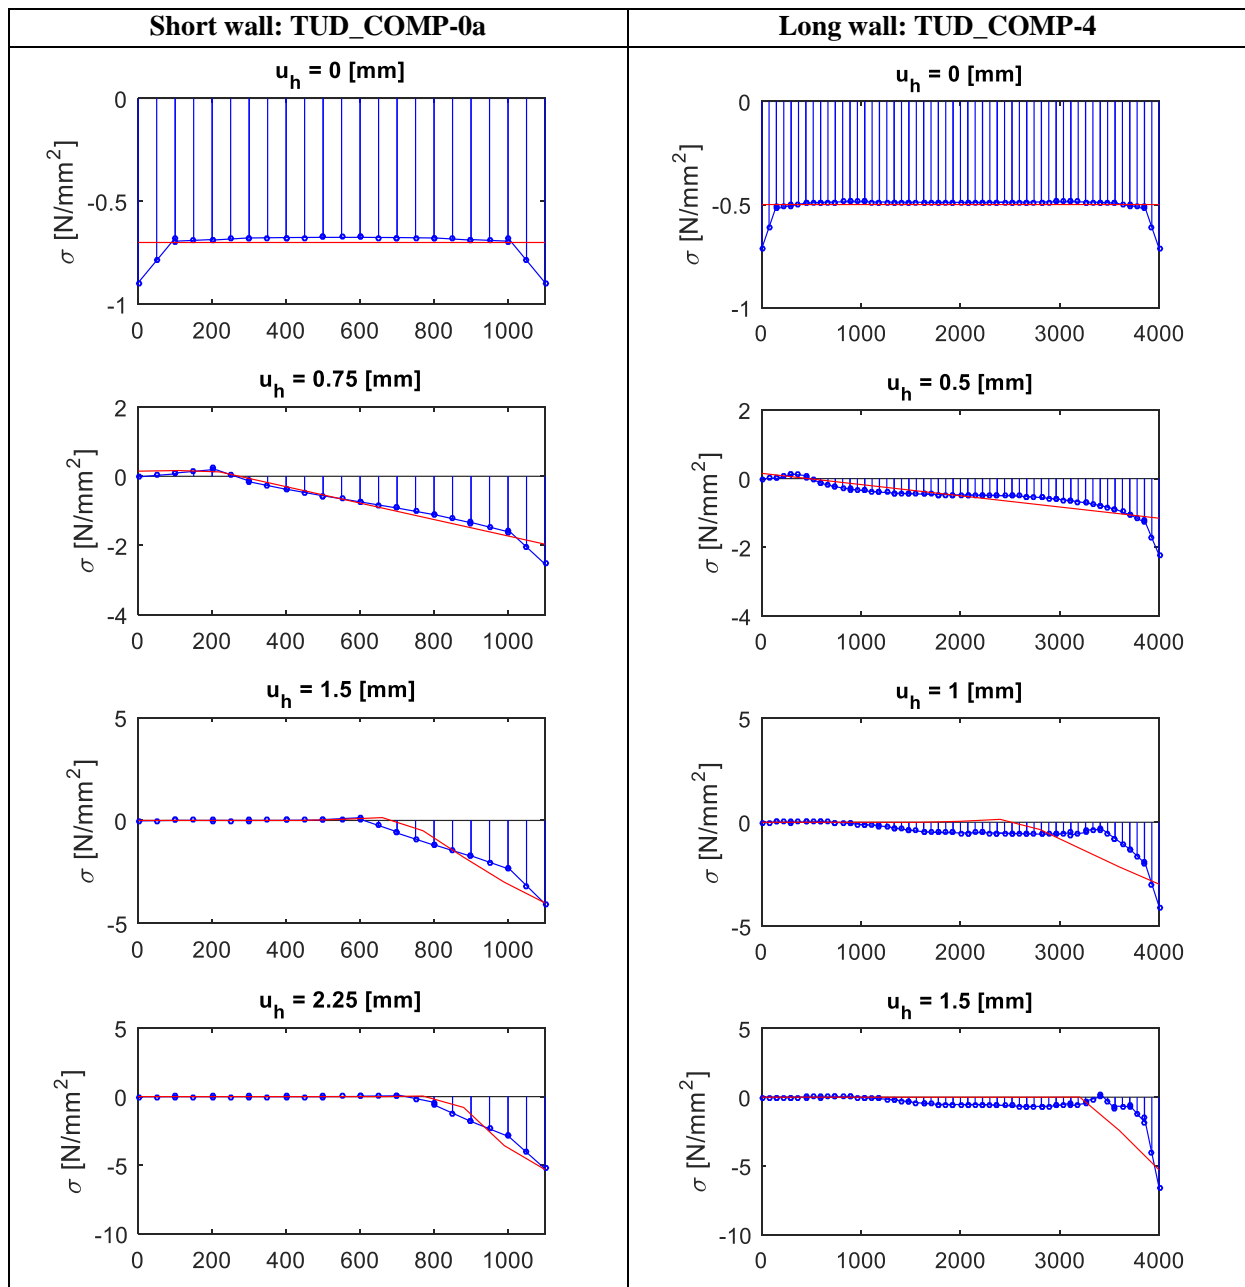 Short wall: TUD_COMP-0a
Long wall: TUD_COMP-4
u_h = 0 [mm]
0
-0.5
-1
σ [N/mm²]
0 200 400 600 800 1000
u_h = 0 [mm]
0
-0.5
-1
σ [N/mm²]
0 1000 2000 3000 4000
u_h = 0.75 [mm]
2
0
-2
-4
σ [N/mm²]
0 200 400 600 800 1000
u_h = 0.5 [mm]
2
0
-2
-4
σ [N/mm²]
0 1000 2000 3000 4000
u_h = 1.5 [mm]
5
0
-5
σ [N/mm²]
0 200 400 600 800 1000
u_h = 1 [mm]
5
0
-5
σ [N/mm²]
0 1000 2000 3000 4000
u_h = 2.25 [mm]
5
0
-5
-10
σ [N/mm²]
0 200 400 600 800 1000
u_h = 1.5 [mm]
5
0
-5
-10
σ [N/mm²]
0 1000 2000 3000 4000